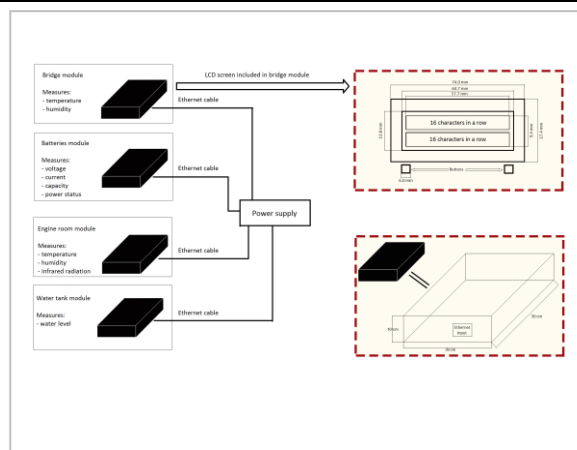 Bridge module
Measures:
- temperature
- humidity
LCD screen included in bridge module
Ethernet cable
Batteries module
Measures:
- voltage
- current
- capacity
- power status
Ethernet cable
Engine room module
Measures:
- temperature
- humidity
- infrared radiation
Ethernet cable
Water tank module
Measures:
- water level
Ethernet cable
Power supply
16 characters in a row
16 characters in a row
Ethernet
input